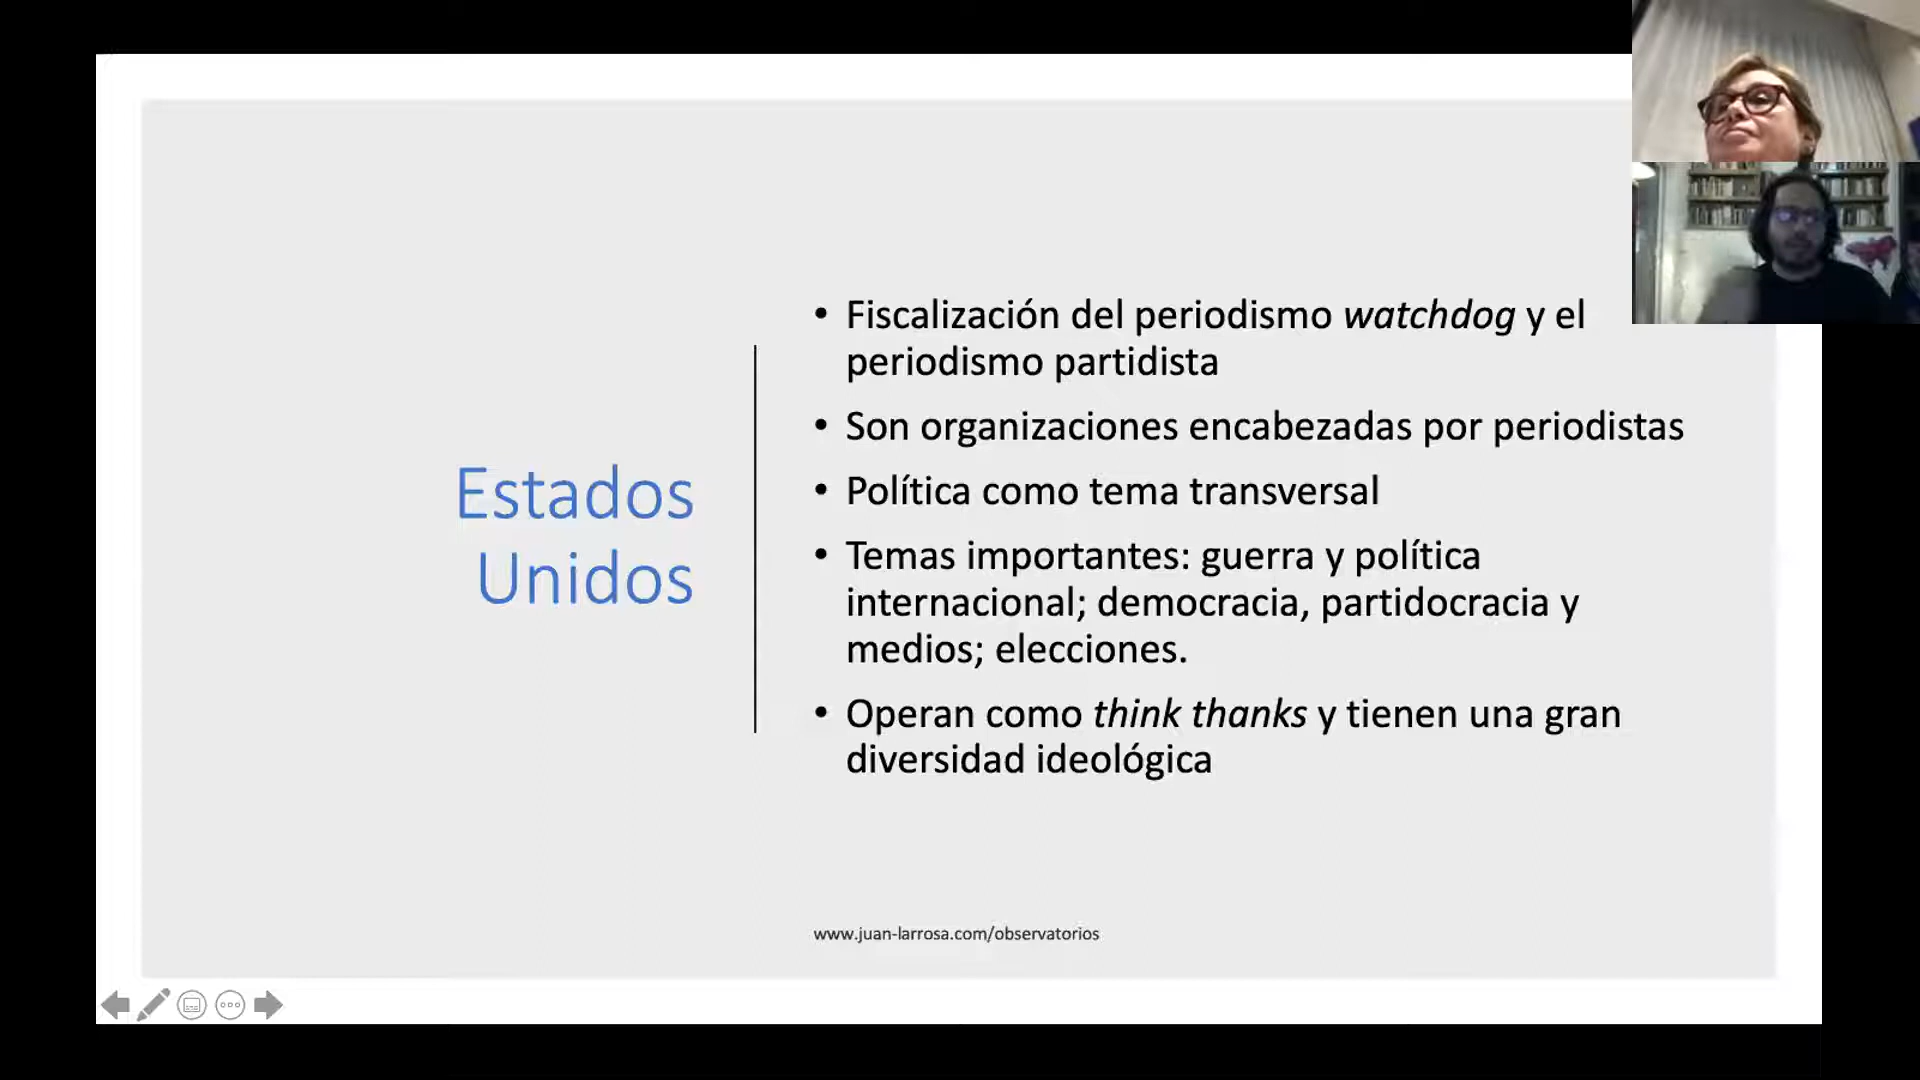 Estados
Unidos
• Fiscalización del periodismo watchdog y el
periodismo partidista
• Son organizaciones encabezadas por periodistas
• Política como tema transversal
• Temas importantes: guerra y política
internacional; democracia, partidocracia y
medios; elecciones.
• Operan como think thanks y tienen una gran
diversidad ideológica
www.juan-larrosa.com/observatorios